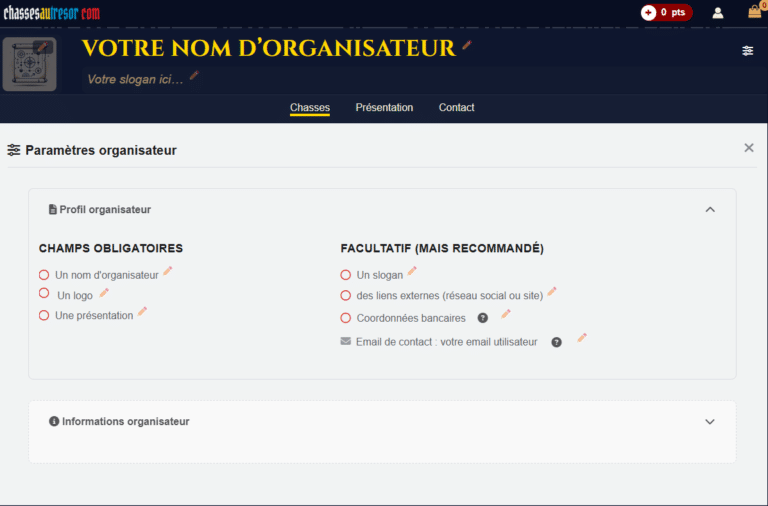 chassesautresor com
+ 0 pts
0
VOTRE NOM D'ORGANISATEUR
Votre slogan ici…
Chasses Présentation Contact
Paramètres organisateur
Profil organisateur
CHAMPS OBLIGATOIRES
Un nom d'organisateur
Un logo
Une présentation
FACULTATIF (MAIS RECOMMANDÉ)
Un slogan
des liens externes (réseau social ou site)
Coordonnées bancaires ?
Email de contact : votre email utilisateur ?
Informations organisateur